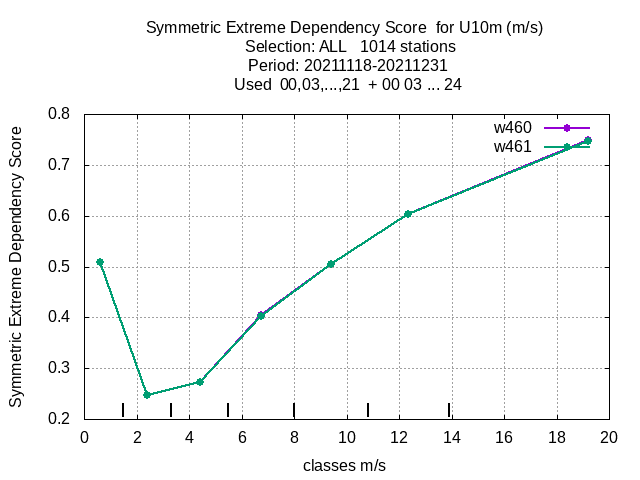 Symmetric Extreme Dependency Score  for U10m (m/s)
Selection: ALL   1014 stations
Period: 20211118-20211231
Used  00,03,...,21  + 00 03 ... 24
w460
w461
Symmetric Extreme Dependency Score
0.8
0.7
0.6
0.5
0.4
0.3
0.2
0 2 4 6 8 10 12 14 16 18 20
classes m/s